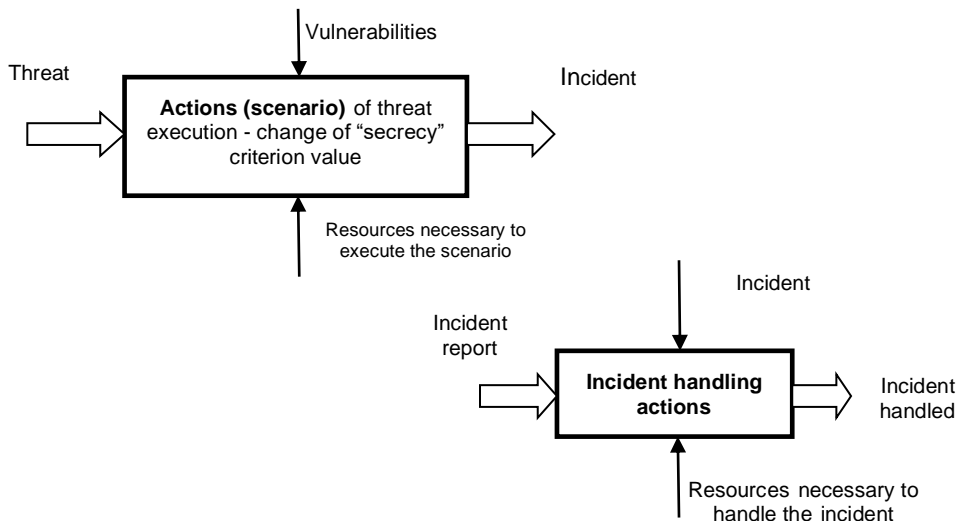 Vulnerabilities
Threat
Incident
Actions (scenario) of threat
execution - change of “secrecy”
criterion value
Resources necessary to
execute the scenario
Incident
Incident
report
Incident handling
actions
Incident
handled
Resources necessary to
handle the incident